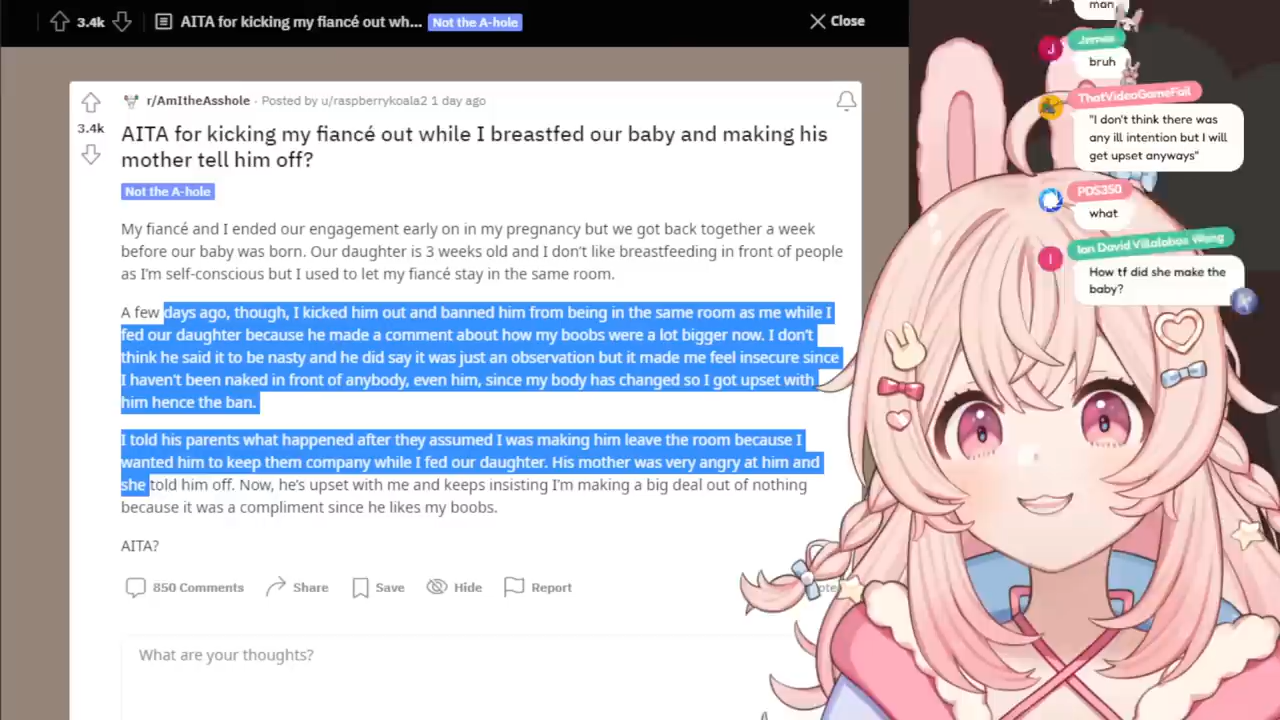 3.4k
AITA for kicking my fiancé out wh...
Not the A-hole
Close
r/AmItheAsshole · Posted by u/raspberrykoala2 1 day ago
3.4k
AITA for kicking my fiancé out while I breastfed our baby and making his
mother tell him off?
Not the A-hole
My fiancé and I ended our engagement early on in my pregnancy but we got back together a week
before our baby was born. Our daughter is 3 weeks old and I don’t like breastfeeding in front of people
as I’m self-conscious but I used to let my fiancé stay in the same room.
A few days ago, though, I kicked him out and banned him from being in the same room as me while I
fed our daughter because he made a comment about how my boobs were a lot bigger now. I don’t
think he said it to be nasty and he did say it was just an observation but it made me feel insecure since
I haven’t been naked in front of anybody, even him, since my body has changed so I got upset with
him hence the ban.
I told his parents what happened after they assumed I was making him leave the room because I
wanted him to keep them company while I fed our daughter. His mother was very angry at him and
she told him off. Now, he’s upset with me and keeps insisting I’m making a big deal out of nothing
because it was a compliment since he likes my boobs.
AITA?
850 Comments
Share
Save
Hide
Report
What are your thoughts?
man
J
James
bruh
ThatVideoGameFail
"I don't think there was
any ill intention but I will
get upset anyways"
PDS350
what
I
Ian David Villalobos Wong
How tf did she make the
baby?